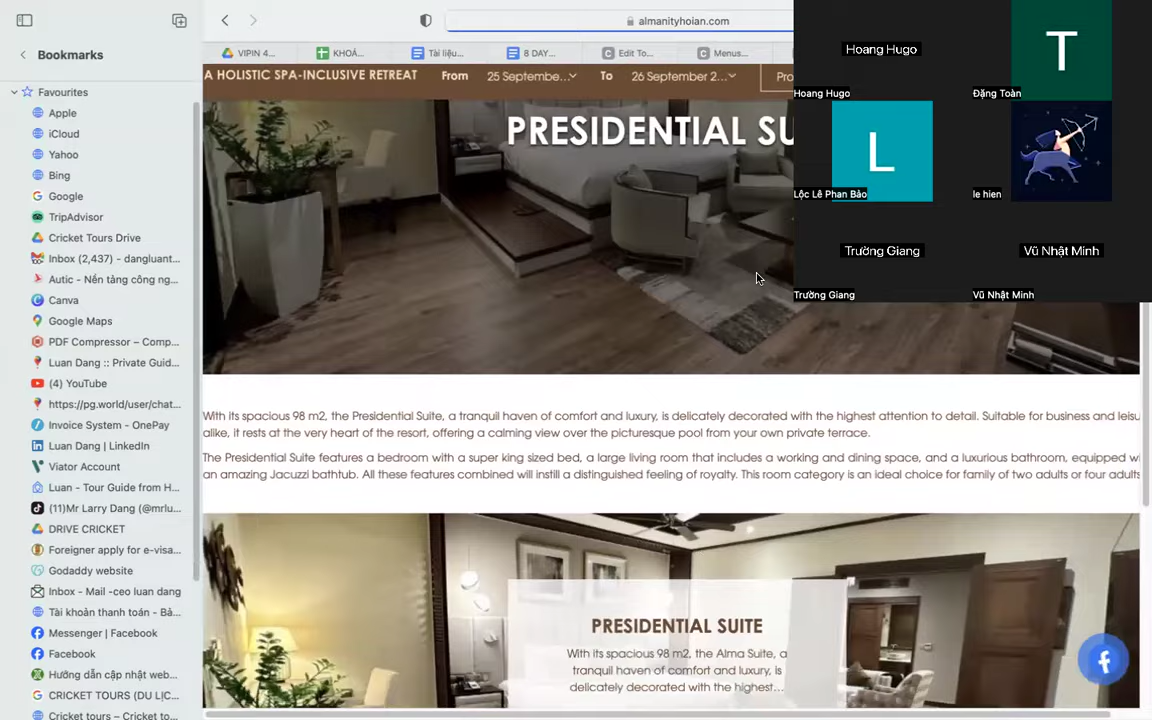 Bookmarks
Favourites
Apple
iCloud
Yahoo
Bing
Google
TripAdvisor
Cricket Tours Drive
Inbox (2,437) - dangluant...
Autic - Nền tảng công ng...
Canva
Google Maps
PDF Compressor – Comp...
Luan Dang :: Private Guid...
(4) YouTube
https://pg.world/user/chat...
Invoice System - OnePay
Luan Dang | LinkedIn
Viator Account
Luan - Tour Guide from H...
(11)Mr Larry Dang (@mrlu...
DRIVE CRICKET
Foreigner apply for e-visa...
Godaddy website
Inbox - Mail -ceo luan dang
Tài khoản thanh toán - Bả...
Messenger | Facebook
Facebook
Hướng dẫn cập nhật web...
CRICKET TOURS (DU LỊC...
Cricket tours – Cricket to...
almanityhoian.com
VIPIN 4...
KHOÁ...
Tài liệu...
8 DAY...
Edit To...
Menus...
A HOLISTIC SPA-INCLUSIVE RETREAT
From
25 Septembe...
To
26 September 2...
Pro
PRESIDENTIAL SU
With its spacious 98 m2, the Presidential Suite, a tranquil haven of comfort and luxury, is delicately decorated with the highest attention to detail. Suitable for business and leisu
alike, it rests at the very heart of the resort, offering a calming view over the picturesque pool from your own private terrace.
The Presidential Suite features a bedroom with a super king sized bed, a large living room that includes a working and dining space, and a luxurious bathroom, equipped wi
an amazing Jacuzzi bathtub. All these features combined will instill a distinguished feeling of royalty. This room category is an ideal choice for family of two adults or four adults
PRESIDENTIAL SUITE
With its spacious 98 m2, the Alma Suite, a
tranquil haven of comfort and luxury, is
delicately decorated with the highest...
Hoang Hugo
Hoang Hugo
T
Đặng Toàn
L
Lộc Lê Phan Bảo
le hien
Trường Giang
Trường Giang
Vũ Nhật Minh
Vũ Nhật Minh